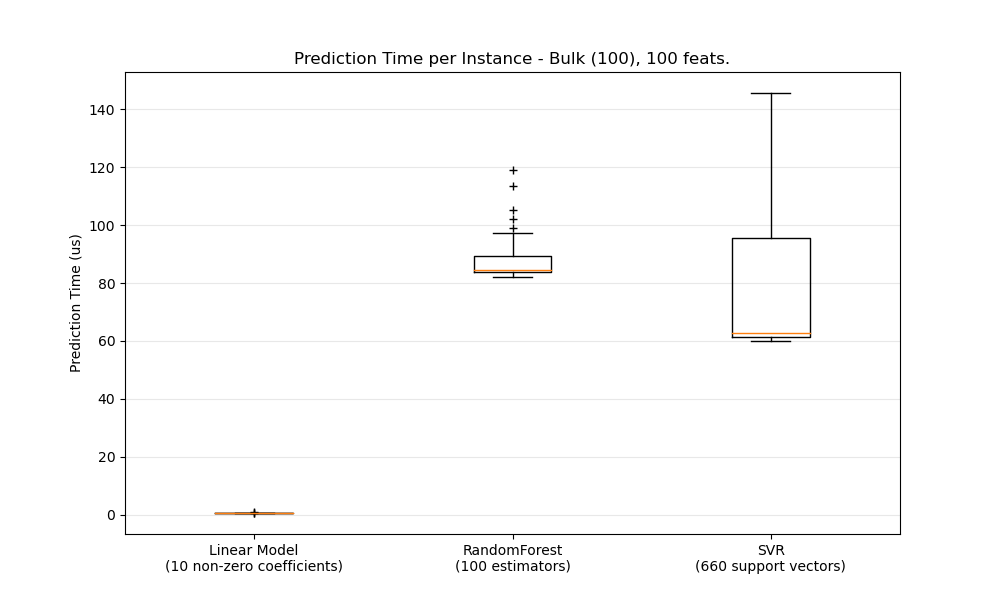 Prediction Time per Instance - Bulk (100), 100 feats.
Prediction Time (us)
140
120
100
80
60
40
20
0
Linear Model
(10 non-zero coefficients)
RandomForest
(100 estimators)
SVR
(660 support vectors)